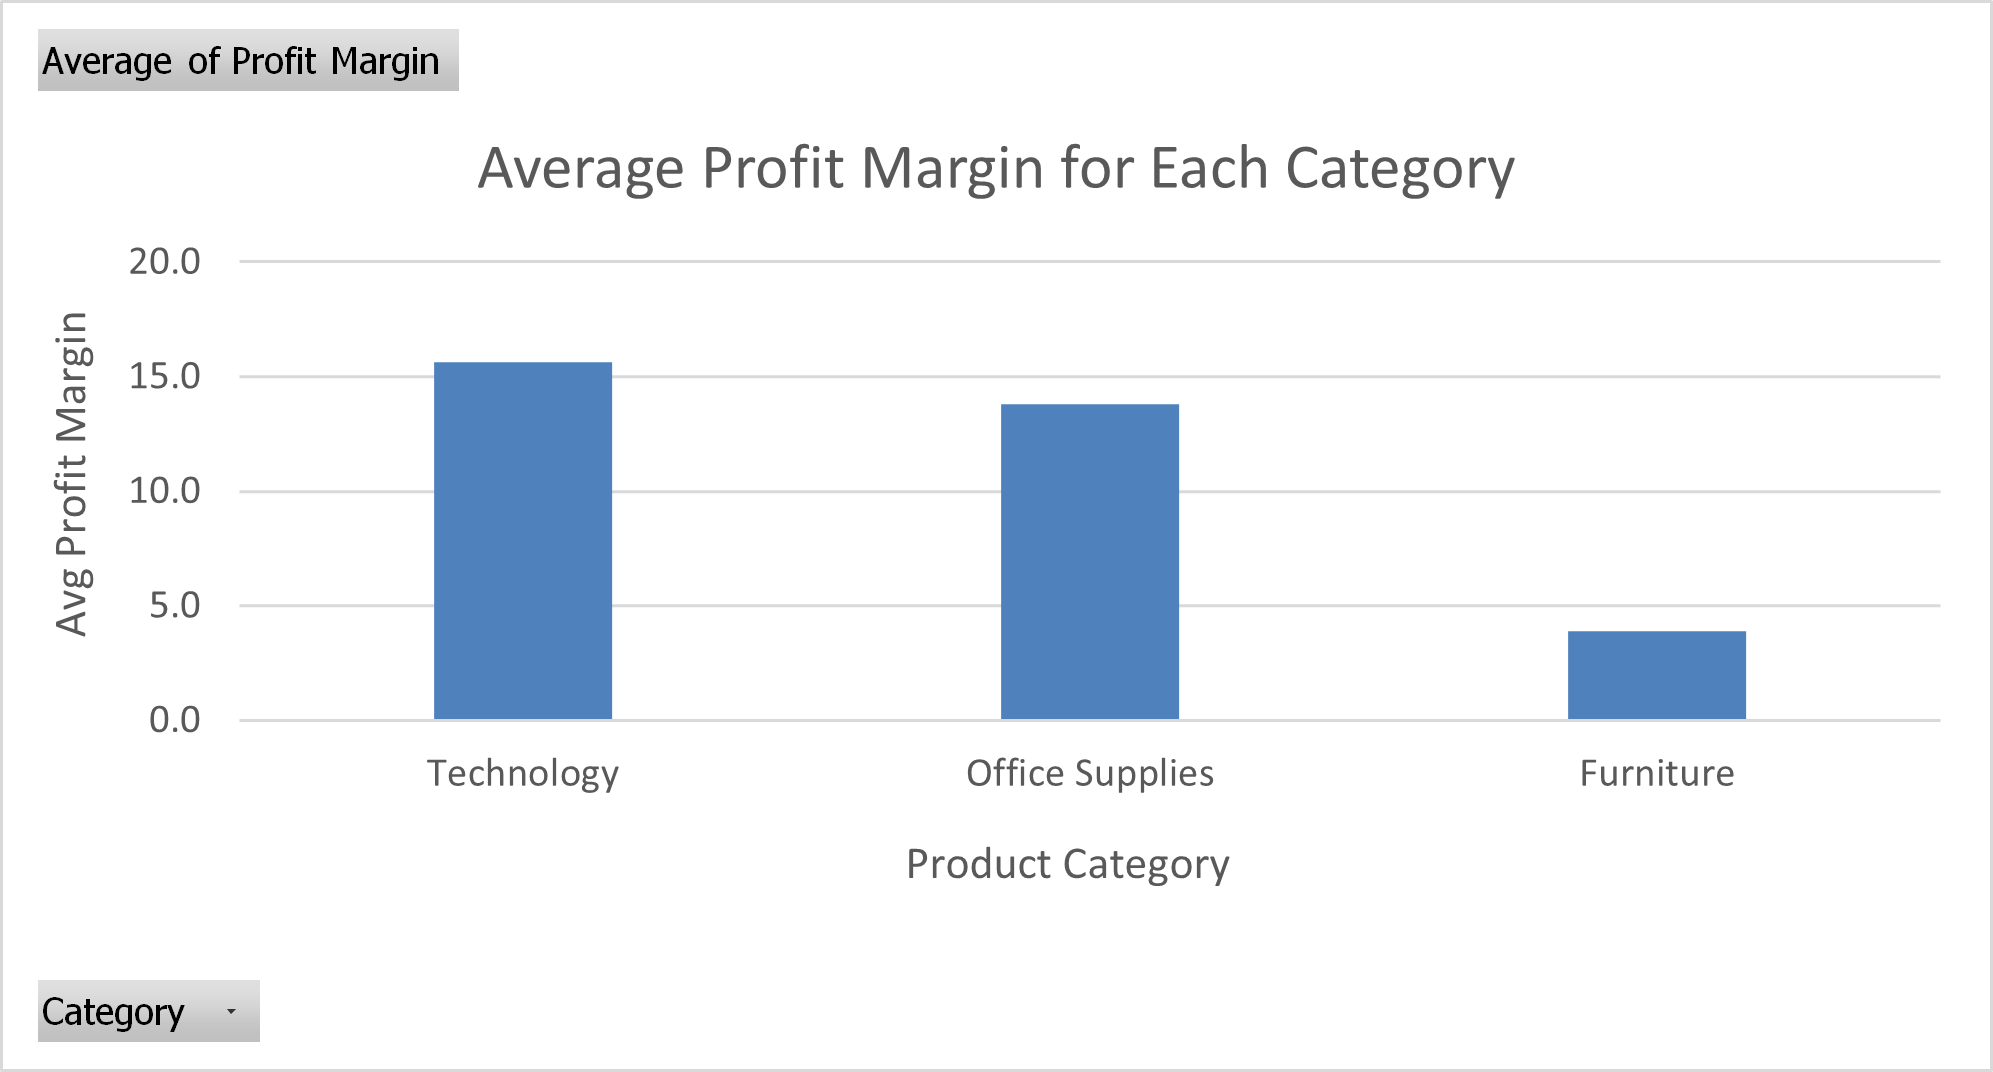 Average of Profit Margin
Average Profit Margin for Each Category
20.0
15.0
10.0
5.0
0.0
Avg Profit Margin
Technology
Office Supplies
Furniture
Product Category
Category